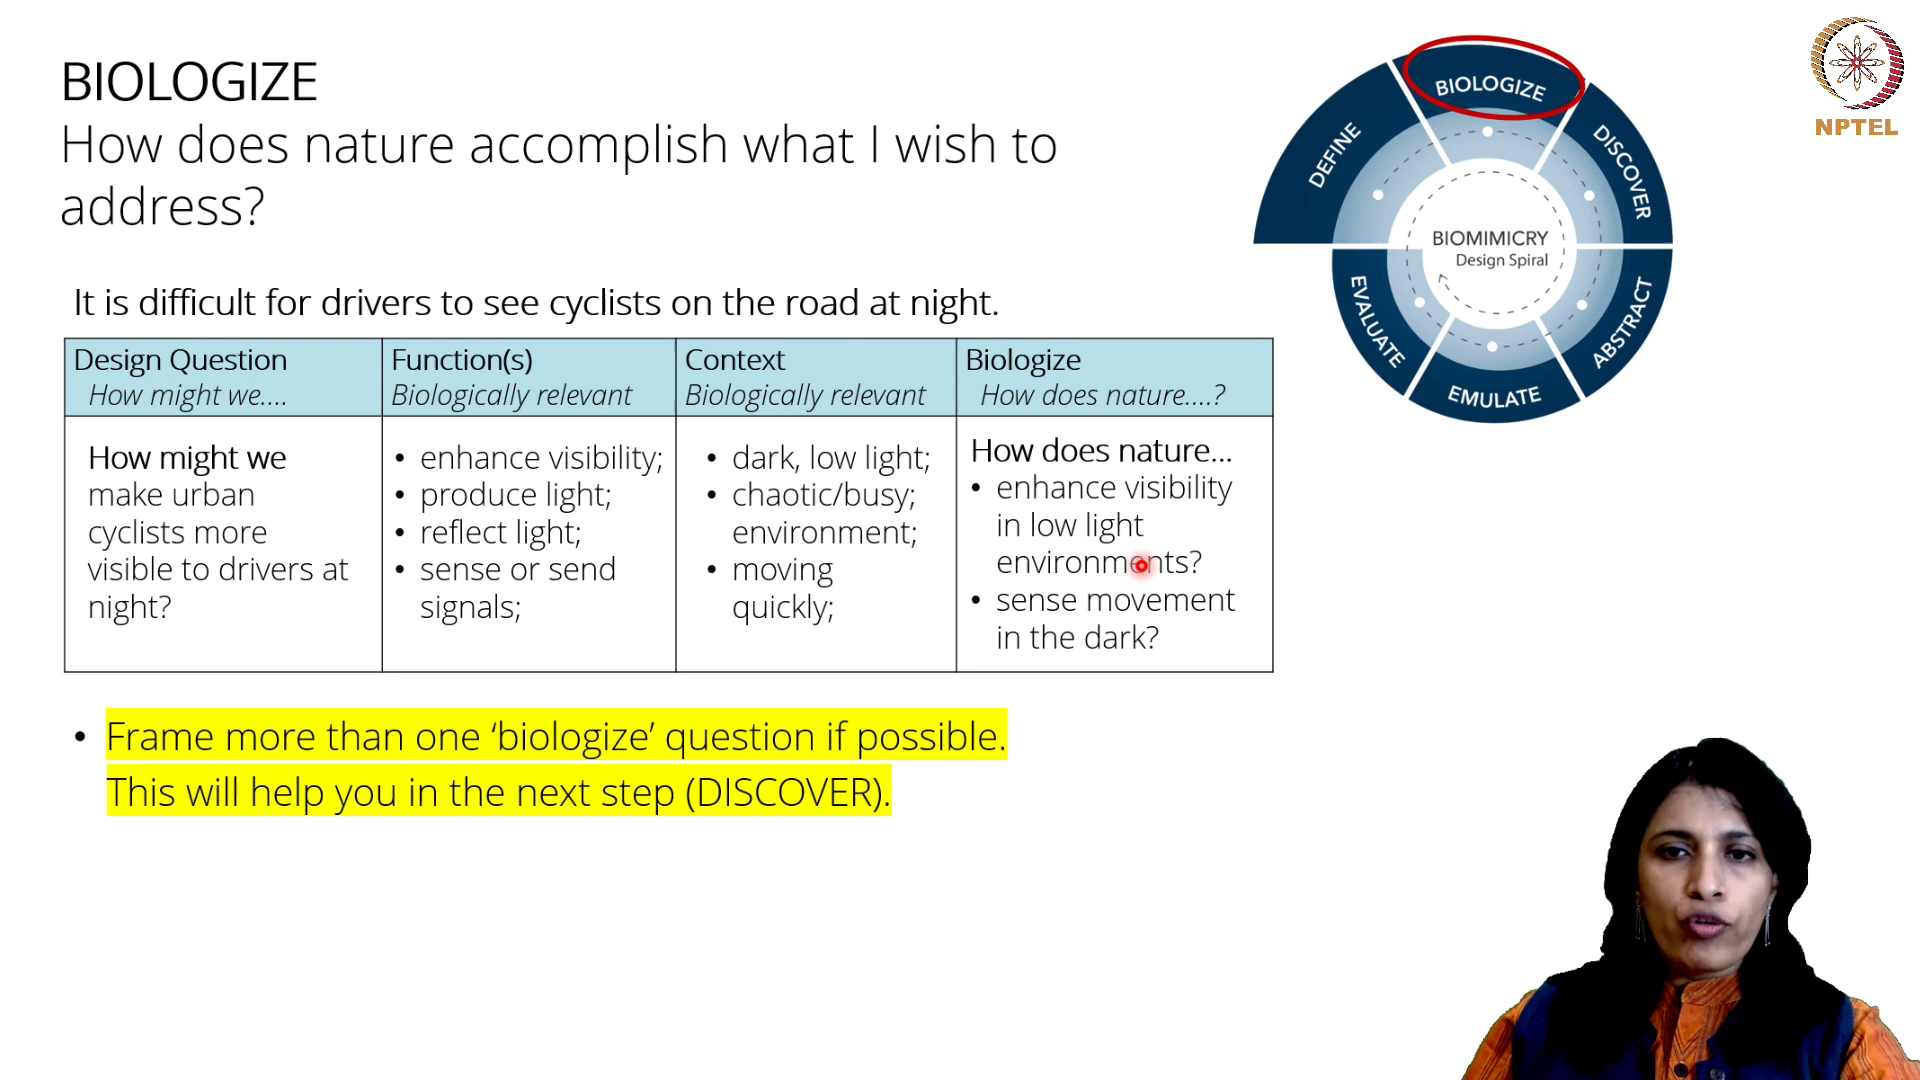 BIOLOGIZE
How does nature accomplish what I wish to
address?
It is difficult for drivers to see cyclists on the road at night.
Design Question
How might we....
Function(s)
Biologically relevant
Context
Biologically relevant
Biologize
How does nature....?
How might we
make urban
cyclists more
visible to drivers at
night?
• enhance visibility;
• produce light;
• reflect light;
• sense or send
signals;
• dark, low light;
• chaotic/busy;
environment;
• moving
quickly;
How does nature...
• enhance visibility
in low light
environments?
• sense movement
in the dark?
• Frame more than one ‘biologize’ question if possible.
This will help you in the next step (DISCOVER).
DEFINE
BIOLOGIZE
DISCOVER
ABSTRACT
EMULATE
EVALUATE
BIOMIMICRY
Design Spiral
NPTEL